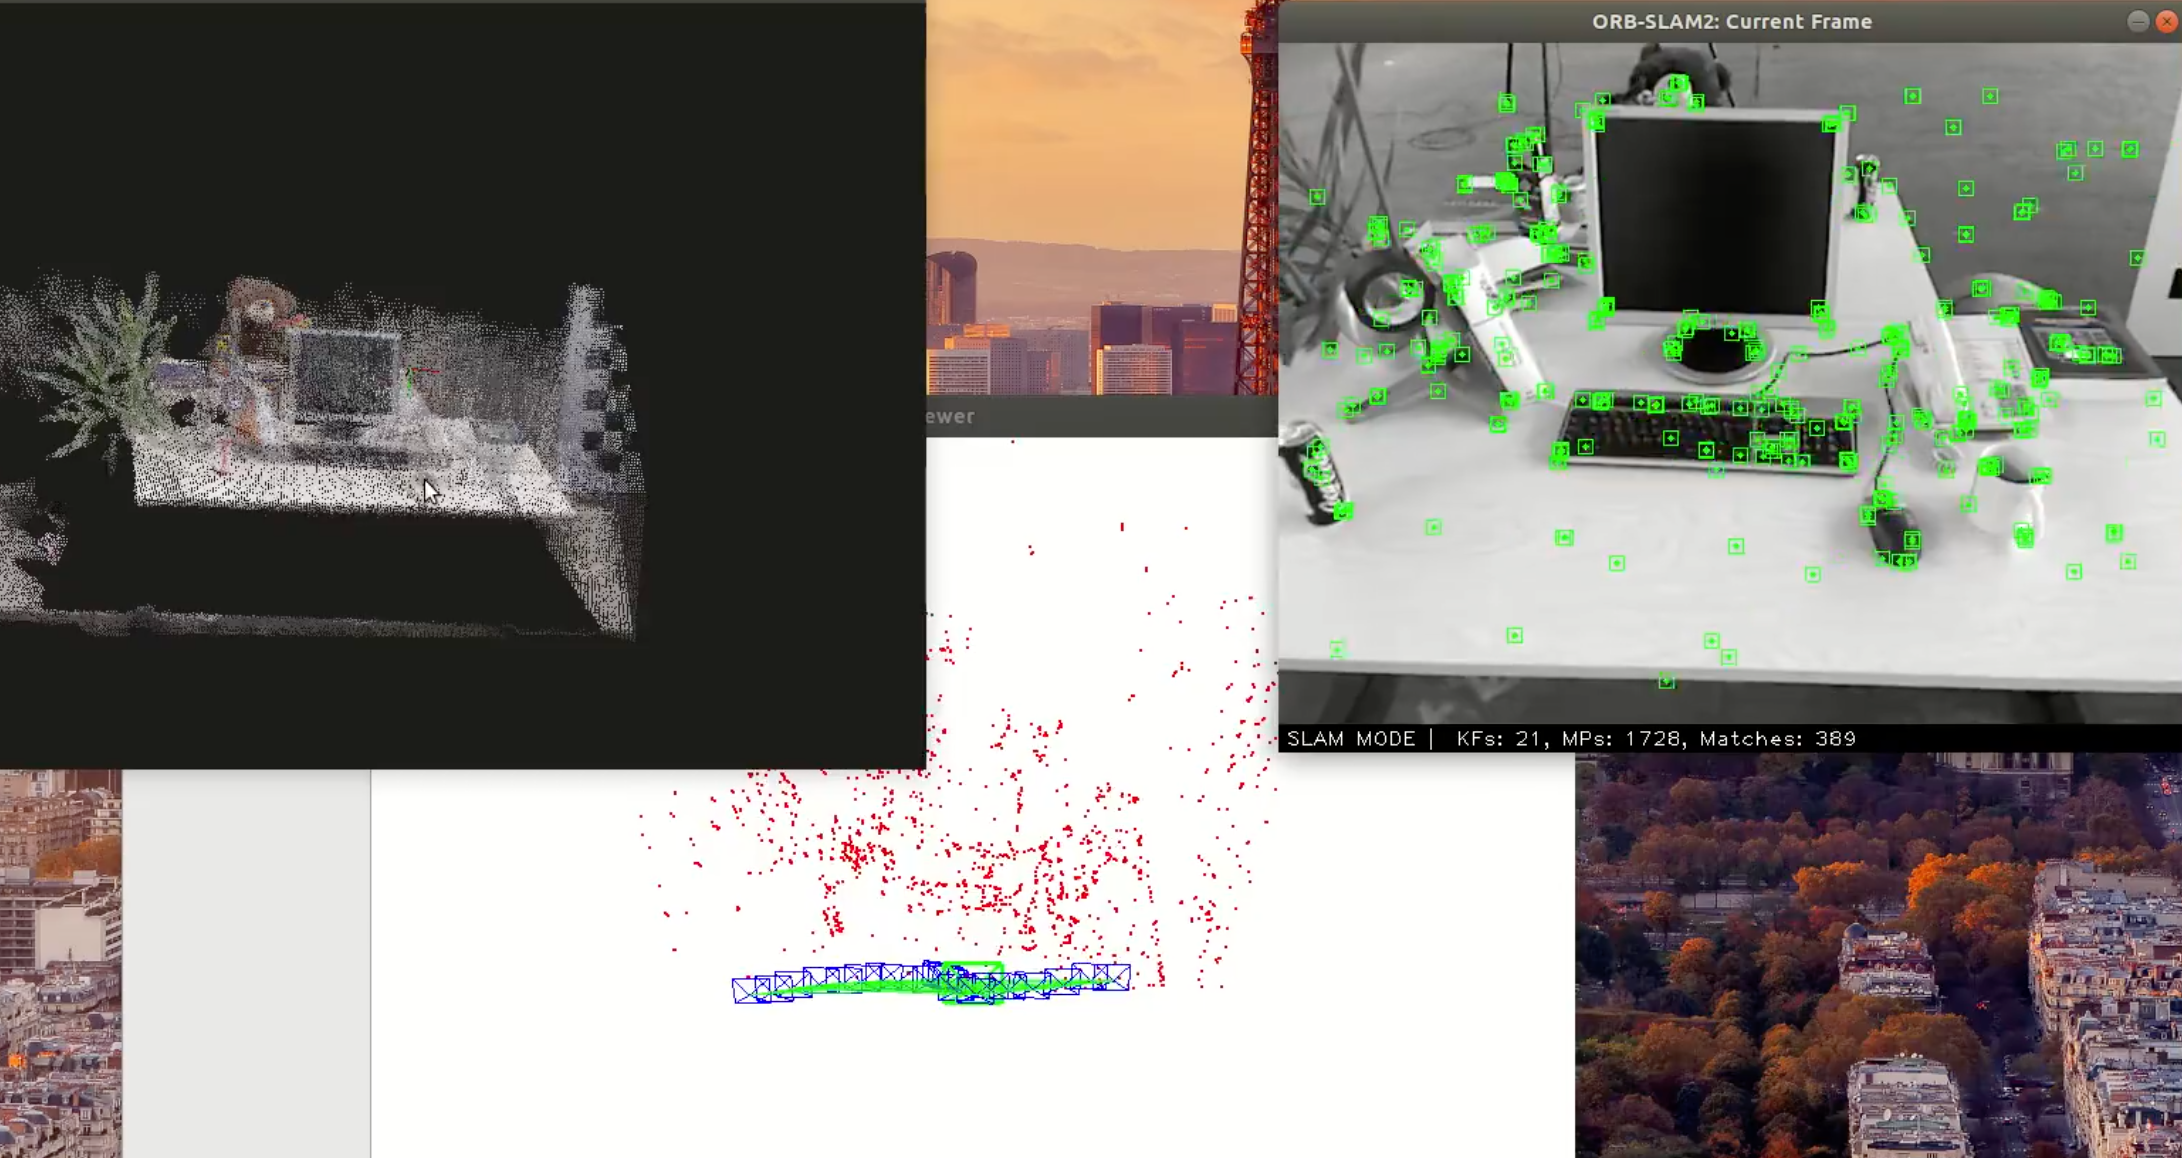 ORB-SLAM2: Current Frame
ewer
SLAM MODE | KFs: 21, MPs: 1728, Matches: 389